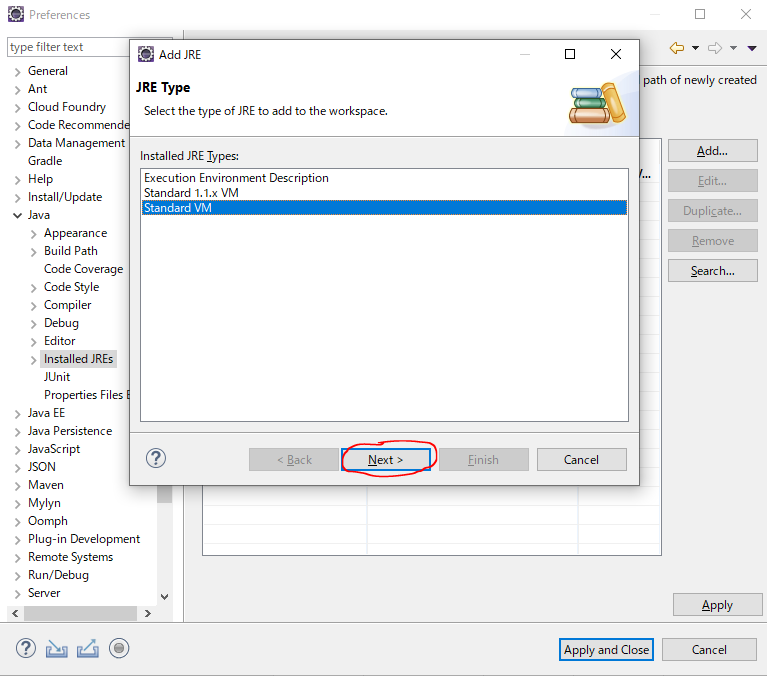 Preferences
type filter text
General
Ant
Cloud Foundry
Code Recommende
Data Management
Gradle
Help
Install/Update
Java
Appearance
Build Path
Code Coverage
Code Style
Compiler
Debug
Editor
Installed JREs
JUnit
Properties Files E
Java EE
Java Persistence
JavaScript
JSON
Maven
Mylyn
Oomph
Plug-in Development
Remote Systems
Run/Debug
Server
Add JRE
JRE Type
Select the type of JRE to add to the workspace.
Installed JRE Types:
Execution Environment Description
Standard 1.1.x VM
Standard VM
< Back
Next >
Finish
Cancel
path of newly created
Add...
Edit...
Duplicate...
Remove
Search...
Apply
Apply and Close
Cancel